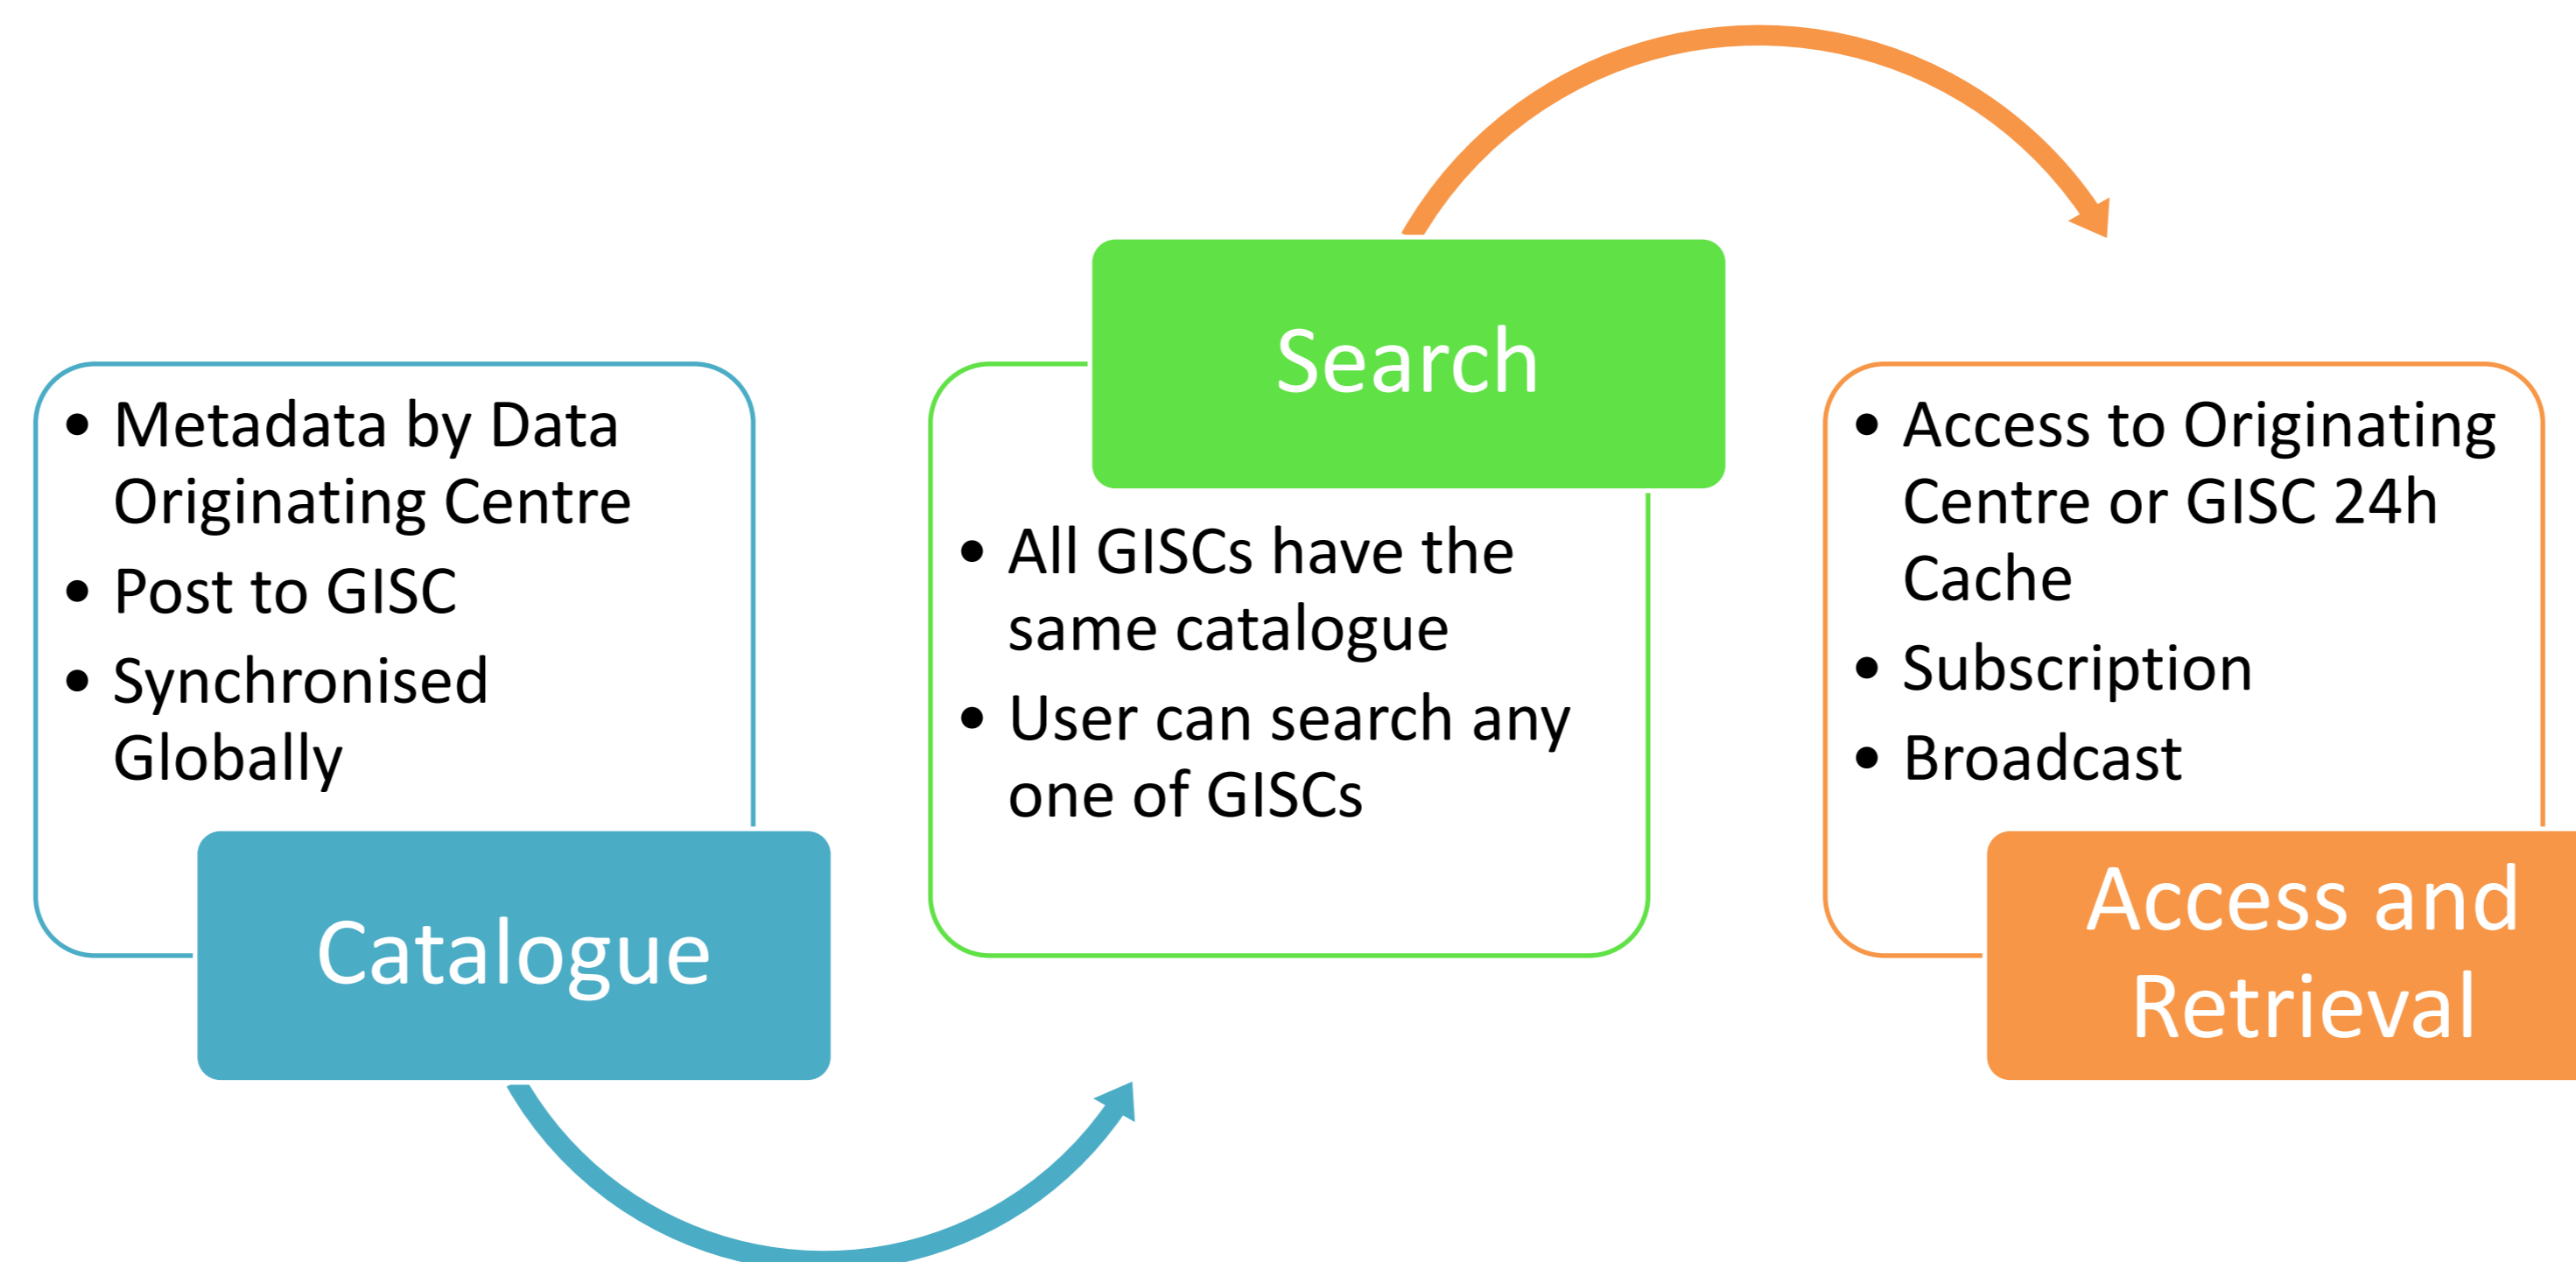 • Metadata by Data
Originating Centre
• Post to GISC
• Synchronised
Globally
Catalogue
Search
• All GISCs have the
same catalogue
• User can search any
one of GISCs
• Access to Originating
Centre or GISC 24h
Cache
• Subscription
• Broadcast
Access and
Retrieval